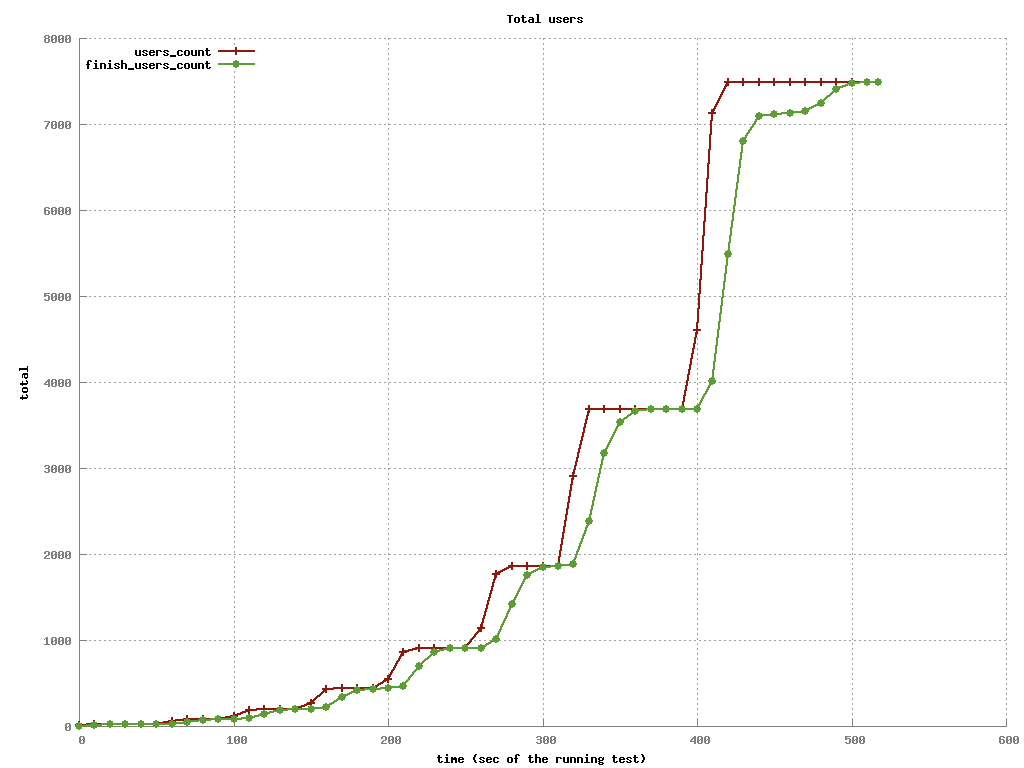 Total users
users_count
finish_users_count
8000
7000
6000
5000
4000
3000
2000
1000
0
total
0 100 200 300 400 500 600
time (sec of the running test)